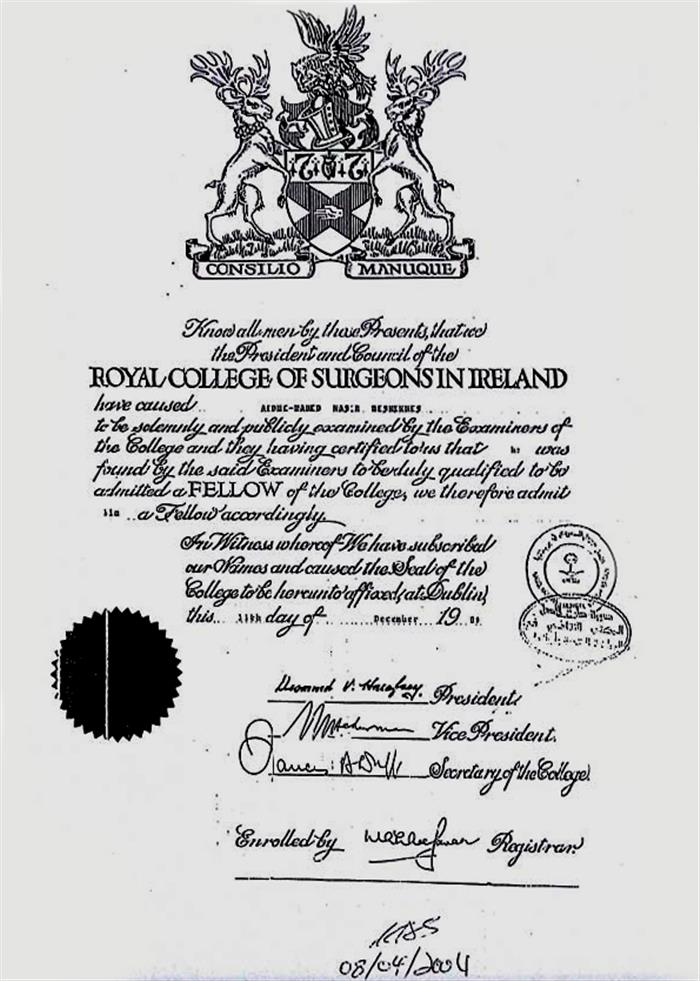 CONSILIO MANUQUE
Know all men by these Presents, that we
the President and Council of the
ROYAL COLLEGE OF SURGEONS IN IRELAND
have caused
to be solemnly and publicly examined by the Examiners of
the College and they having certified to us that he was
found by the said Examiners to be duly qualified to be
admitted a FELLOW of the College, we therefore admit
a Fellow accordingly
In Witness whereof We have subscribed
our Names and caused the Seal of the
College to be hereunto affixed, at Dublin,
this 11th day of December 19
President.
Vice President.
Secretary of the College.
Enrolled by Registrar.
08/04/2004